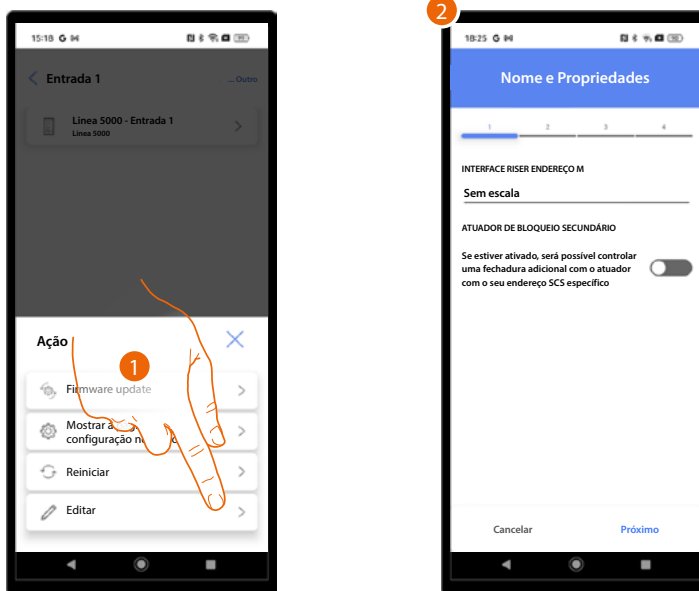 15:18
Entrada 1
... Outro
Linea 5000 - Entrada 1
Linea 5000
Ação
1
Firmware update
Mostrar a
configuração n
Reiniciar
Editar
2
18:25
Nome e Propriedades
1 2 3 4
INTERFACE RISER ENDEREÇO M
Sem escala
ATUADOR DE BLOQUEIO SECUNDÁRIO
Se estiver ativado, será possível controlar
uma fechadura adicional com o atuador
com o seu endereço SCS específico
Cancelar
Próximo